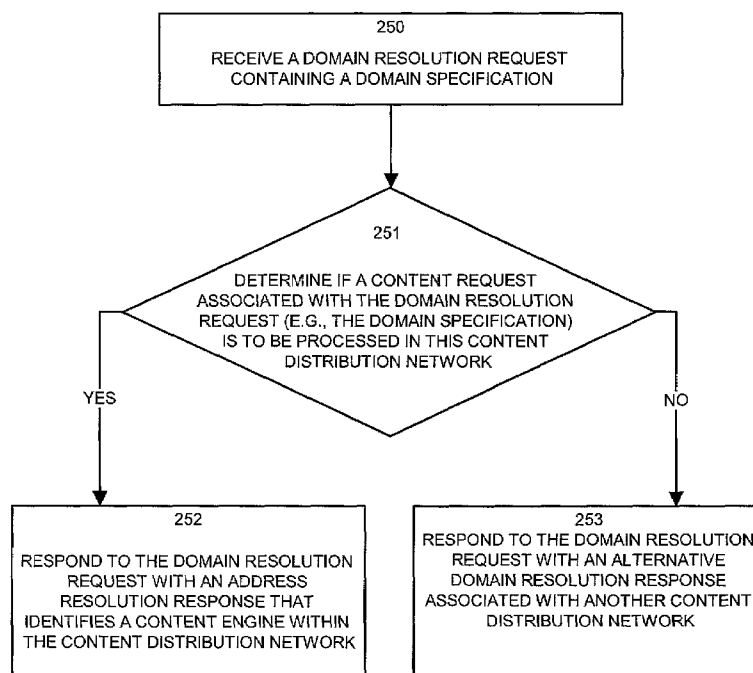 250
RECEIVE A DOMAIN RESOLUTION REQUEST
CONTAINING A DOMAIN SPECIFICATION
251
DETERMINE IF A CONTENT REQUEST
ASSOCIATED WITH THE DOMAIN RESOLUTION
REQUEST (E.G., THE DOMAIN SPECIFICATION)
IS TO BE PROCESSED IN THIS CONTENT
DISTRIBUTION NETWORK
YES
NO
252
RESPOND TO THE DOMAIN RESOLUTION
REQUEST WITH AN ADDRESS
RESOLUTION RESPONSE THAT
IDENTIFIES A CONTENT ENGINE WITHIN
THE CONTENT DISTRIBUTION NETWORK
253
RESPOND TO THE DOMAIN RESOLUTION
REQUEST WITH AN ALTERNATIVE
DOMAIN RESOLUTION RESPONSE
ASSOCIATED WITH ANOTHER CONTENT
DISTRIBUTION NETWORK